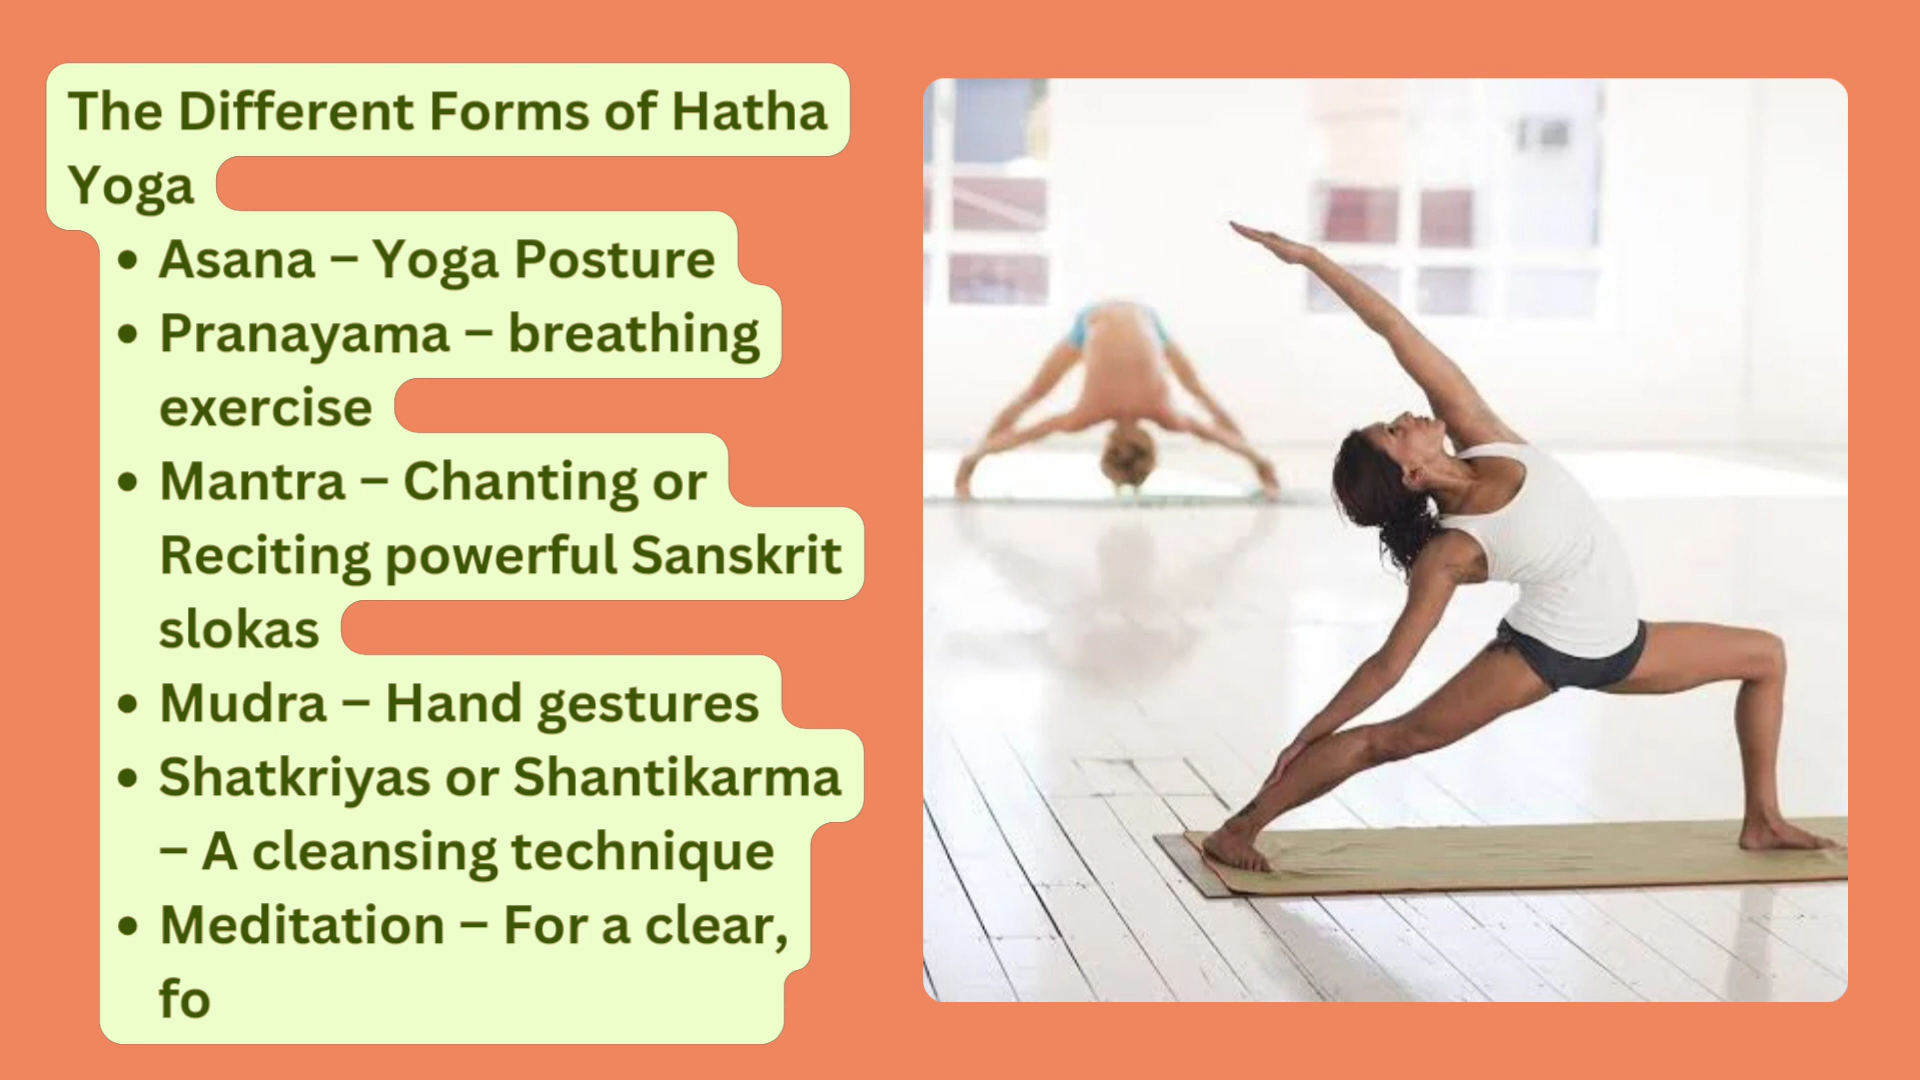 The Different Forms of Hatha
Yoga
• Asana – Yoga Posture
• Pranayama – breathing
exercise
• Mantra – Chanting or
Reciting powerful Sanskrit
slokas
• Mudra – Hand gestures
• Shatkriyas or Shantikarma
– A cleansing technique
• Meditation – For a clear,
fo